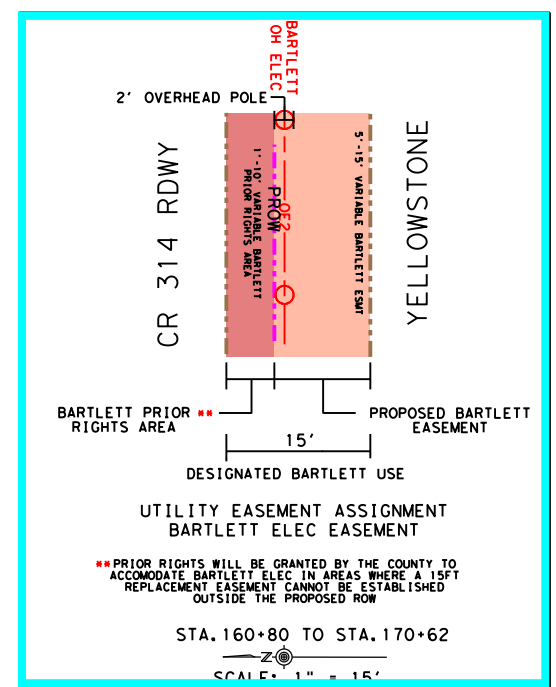 BARTLETT
OH ELEC
2' OVERHEAD POLE
CR 314 RDWY
1'-10' VARIABLE BARTLETT
PRIOR RIGHTS AREA
PROW
OE2
5'-15' VARIABLE BARTLETT ESMT
YELLOWSTONE
BARTLETT PRIOR **
RIGHTS AREA
PROPOSED BARTLETT
EASEMENT
15'
DESIGNATED BARTLETT USE
UTILITY EASEMENT ASSIGNMENT
BARTLETT ELEC EASEMENT
**PRIOR RIGHTS WILL BE GRANTED BY THE COUNTY TO
ACCOMODATE BARTLETT ELEC IN AREAS WHERE A 15FT
REPLACEMENT EASEMENT CANNOT BE ESTABLISHED
OUTSIDE THE PROPOSED ROW
STA.160+80 TO STA.170+62
Z
SCALE: 1" = 15'